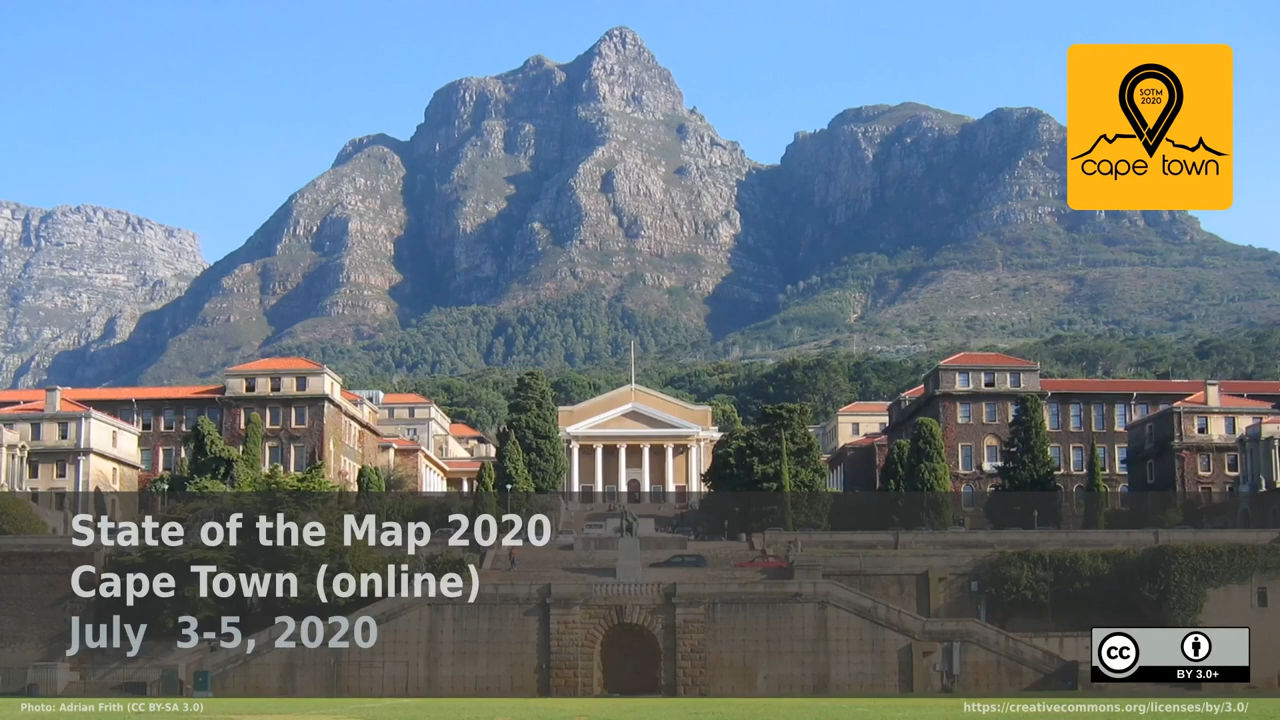 SOTM
2020
cape town
State of the Map 2020
Cape Town (online)
July 3-5, 2020
cc
BY 3.0+
Photo: Adrian Frith (CC BY-SA 3.0)
https://creativecommons.org/licenses/by/3.0/